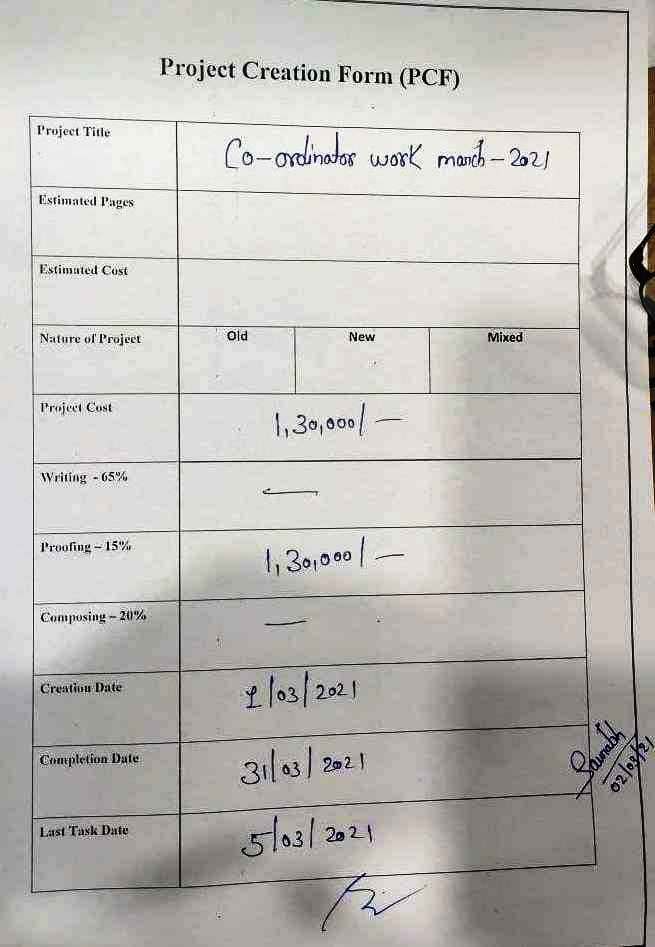 Project Creation Form (PCF)
Project Title
Co-ordinator work march-2021
Estimated Pages
Estimated Cost
Nature of Project Old New Mixed
Project Cost 1,30,000/-
Writing - 65% -
Proofing – 15% 1,30,000/-
Composing – 20% -
Creation Date 1/03/2021
Completion Date 31/03/2021
Last Task Date 5/03/2021
02/03/21